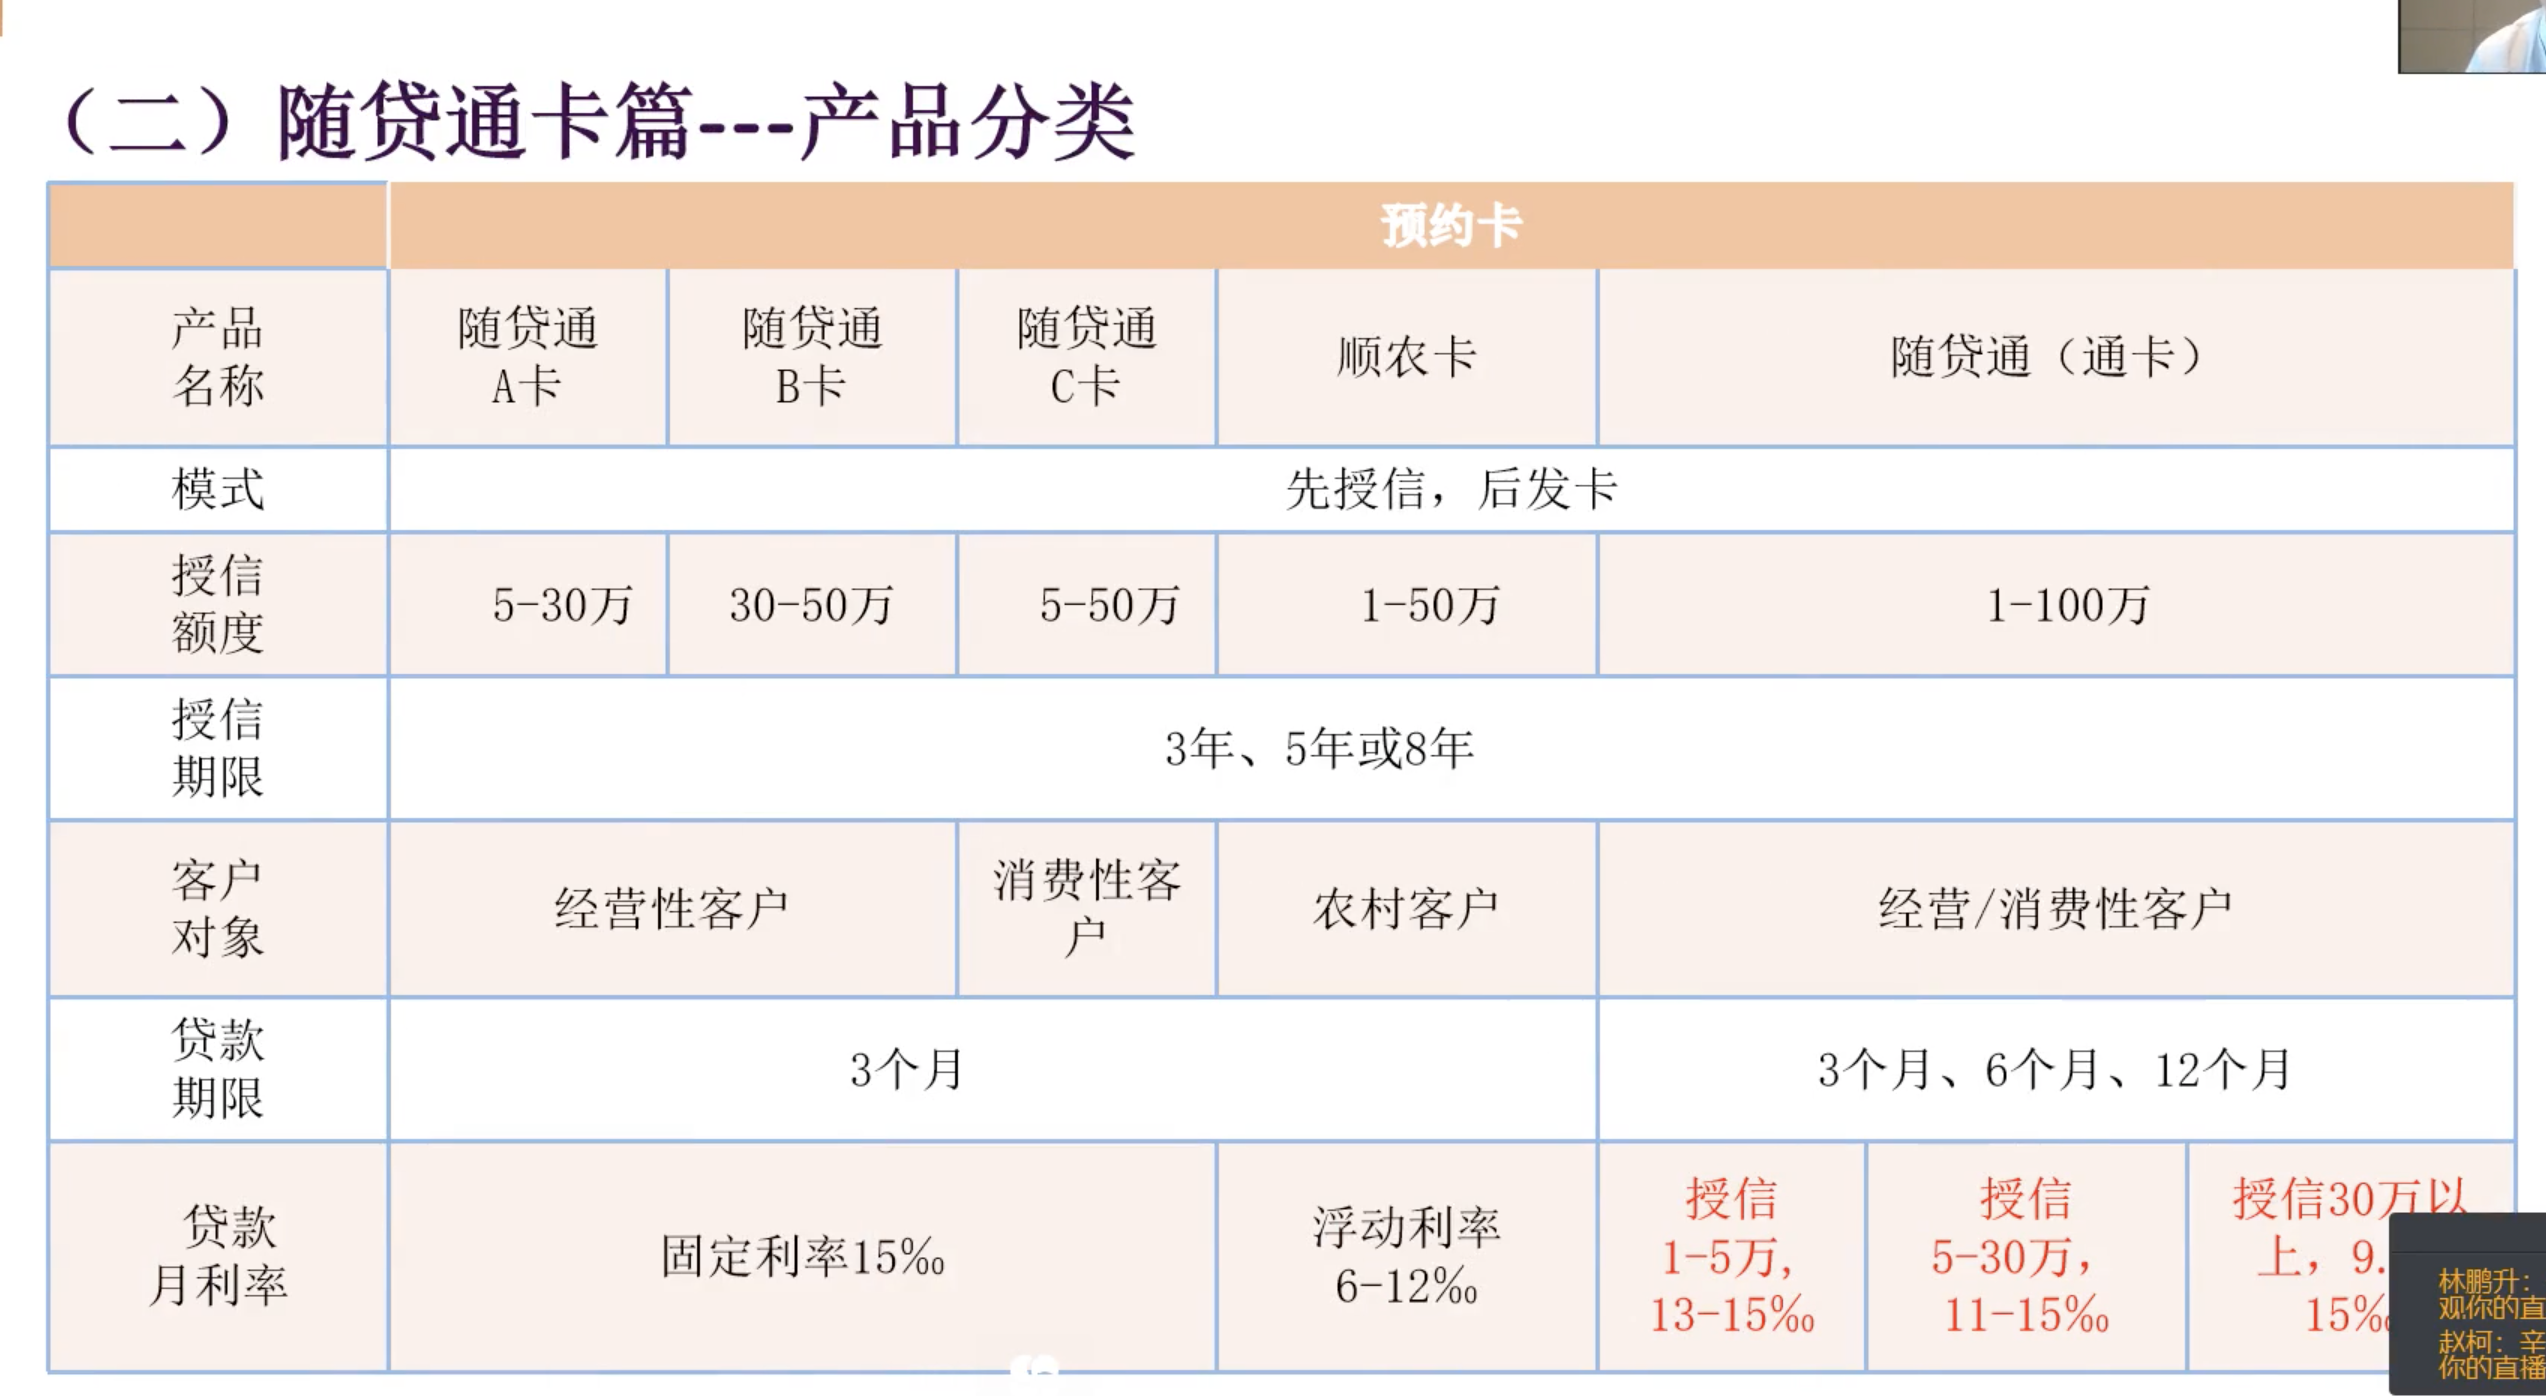 （二）随贷通卡篇---产品分类
预约卡
产品
名称
随贷通
A卡
随贷通
B卡
随贷通
C卡
顺农卡
随贷通（通卡）
模式
先授信，后发卡
授信
额度
5-30万
30-50万
5-50万
1-50万
1-100万
授信
期限
3年、5年或8年
客户
对象
经营性客户
消费性客
户
农村客户
经营/消费性客户
贷款
期限
3个月
3个月、6个月、12个月
贷款
月利率
固定利率15‰
浮动利率
6-12‰
授信
1-5万,
13-15‰
授信
5-30万，
11-15‰
授信30万以
上，9.
15‰
林鹏升：
观你的直
赵柯：辛
你的直播